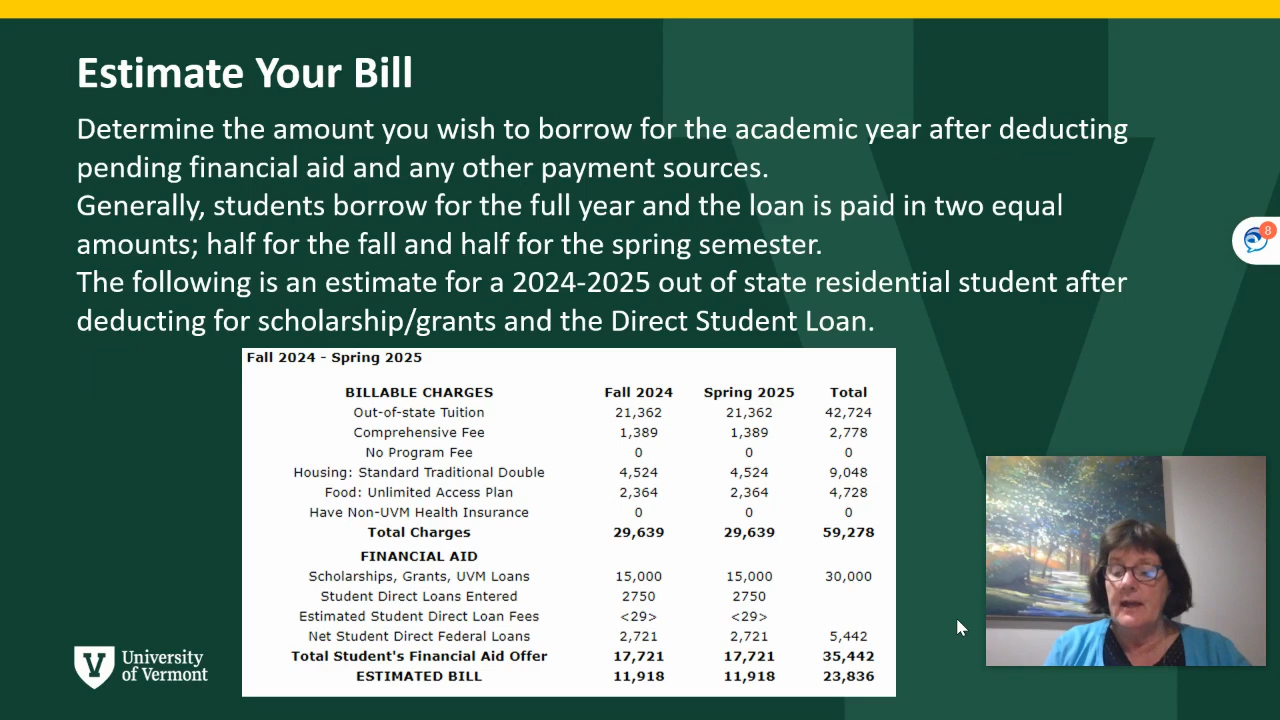 Estimate Your Bill
Determine the amount you wish to borrow for the academic year after deducting
pending financial aid and any other payment sources.
Generally, students borrow for the full year and the loan is paid in two equal
amounts; half for the fall and half for the spring semester.
The following is an estimate for a 2024-2025 out of state residential student after
deducting for scholarship/grants and the Direct Student Loan.
Fall 2024 - Spring 2025
BILLABLE CHARGES Fall 2024 Spring 2025 Total
Out-of-state Tuition 21,362 21,362 42,724
Comprehensive Fee 1,389 1,389 2,778
No Program Fee 0 0 0
Housing: Standard Traditional Double 4,524 4,524 9,048
Food: Unlimited Access Plan 2,364 2,364 4,728
Have Non-UVM Health Insurance 0 0 0
Total Charges 29,639 29,639 59,278
FINANCIAL AID
Scholarships, Grants, UVM Loans 15,000 15,000 30,000
Student Direct Loans Entered 2750 2750
Estimated Student Direct Loan Fees <29> <29>
Net Student Direct Federal Loans 2,721 2,721 5,442
Total Student's Financial Aid Offer 17,721 17,721 35,442
ESTIMATED BILL 11,918 11,918 23,836
University
of Vermont
8